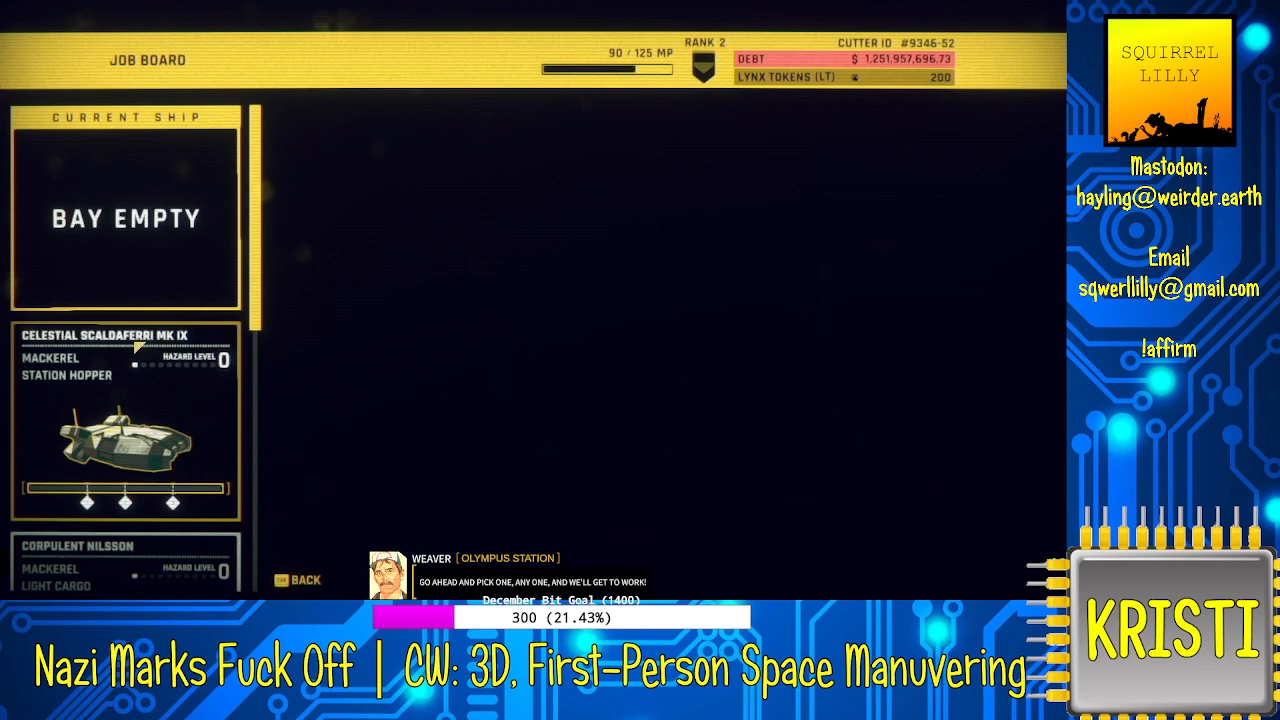 JOB BOARD
90 / 125 MP
RANK 2
CUTTER ID #9346-52
DEBT $ 1,251,957,696.73
LYNX TOKENS (LT) 200
CURRENT SHIP
BAY EMPTY
CELESTIAL SCALDAFERRI MK IX
MACKEREL
HAZARD LEVEL 0
STATION HOPPER
CORPULENT NILSSON
MACKEREL
HAZARD LEVEL 0
LIGHT CARGO
BACK
WEAVER [OLYMPUS STATION]
GO AHEAD AND PICK ONE, ANY ONE, AND WE'LL GET TO WORK!
December Bit Goal (1400)
300 (21.43%)
Nazi Marks Fuck Off | CW: 3D, First-Person Space Manuvering
SQUIRREL
LILLY
Mastodon:
hayling@weirder.earth
Email
sqwerllilly@gmail.com
!affirm
KRISTI